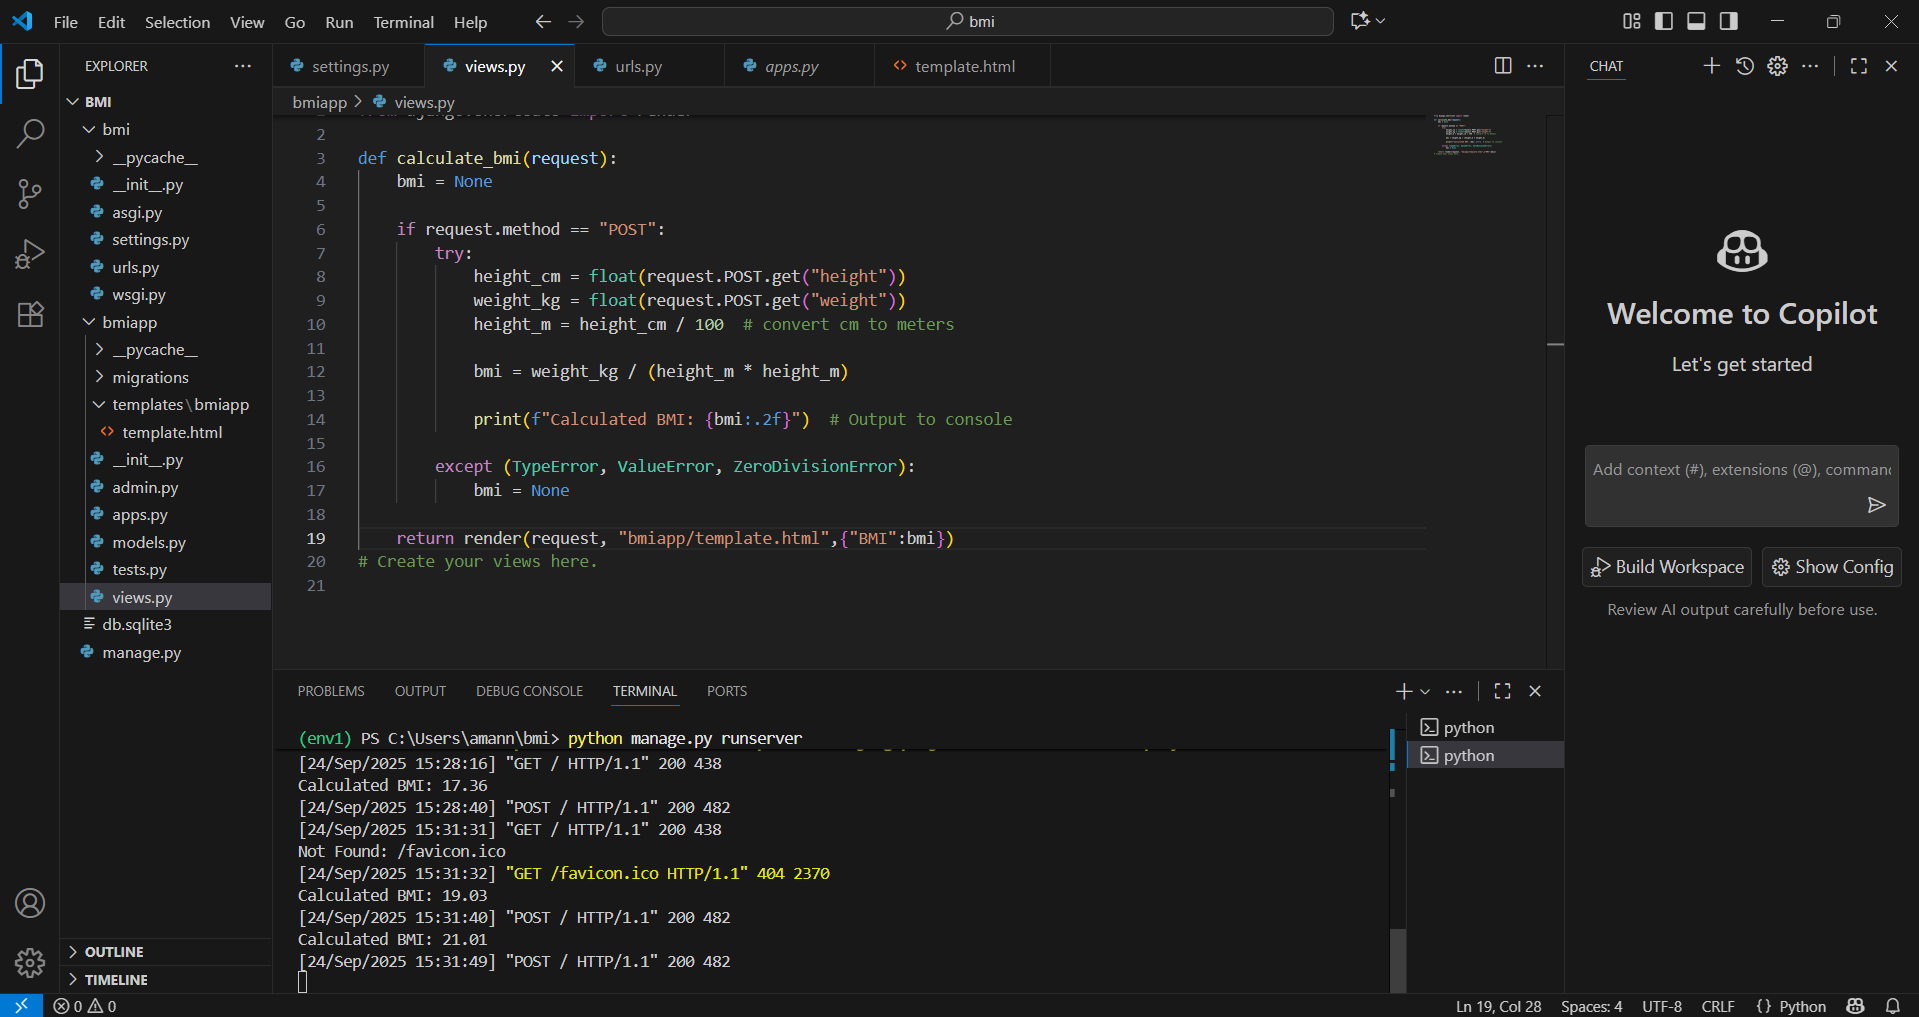 File Edit Selection View Go Run Terminal Help
bmi
EXPLORER
BMI
bmi
__pycache__
__init__.py
asgi.py
settings.py
urls.py
wsgi.py
bmiapp
__pycache__
migrations
templates\bmiapp
template.html
__init__.py
admin.py
apps.py
models.py
tests.py
views.py
db.sqlite3
manage.py
OUTLINE
TIMELINE
settings.py views.py urls.py apps.py template.html
bmiapp > views.py
2
3 def calculate_bmi(request):
4 bmi = None
5
6 if request.method == "POST":
7 try:
8 height_cm = float(request.POST.get("height"))
9 weight_kg = float(request.POST.get("weight"))
10 height_m = height_cm / 100 # convert cm to meters
11
12 bmi = weight_kg / (height_m * height_m)
13
14 print(f"Calculated BMI: {bmi:.2f}") # Output to console
15
16 except (TypeError, ValueError, ZeroDivisionError):
17 bmi = None
18
19 return render(request, "bmiapp/template.html",{"BMI":bmi})
20 # Create your views here.
21
PROBLEMS OUTPUT DEBUG CONSOLE TERMINAL PORTS
(env1) PS C:\Users\amann\bmi> python manage.py runserver
[24/Sep/2025 15:28:16] "GET / HTTP/1.1" 200 438
Calculated BMI: 17.36
[24/Sep/2025 15:28:40] "POST / HTTP/1.1" 200 482
[24/Sep/2025 15:31:31] "GET / HTTP/1.1" 200 438
Not Found: /favicon.ico
[24/Sep/2025 15:31:32] "GET /favicon.ico HTTP/1.1" 404 2370
Calculated BMI: 19.03
[24/Sep/2025 15:31:40] "POST / HTTP/1.1" 200 482
Calculated BMI: 21.01
[24/Sep/2025 15:31:49] "POST / HTTP/1.1" 200 482
python
python
CHAT
Welcome to Copilot
Let's get started
Add context (#), extensions (@), comman
Build Workspace Show Config
Review AI output carefully before use.
0 0
Ln 19, Col 28 Spaces: 4 UTF-8 CRLF {} Python